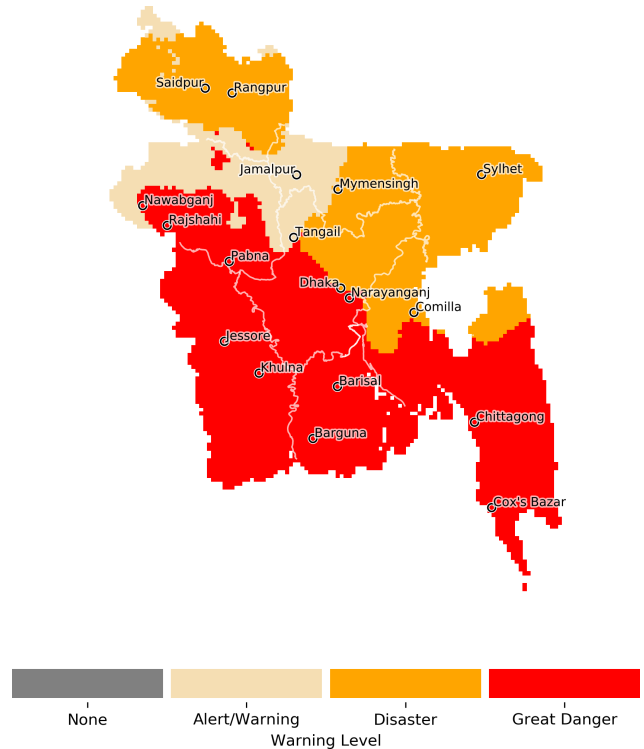 Saidpur
Rangpur
Jamalpur
Sylhet
Mymensingh
Nawabganj
Rajshahi
Tangail
Pabna
Dhaka
Narayanganj
Comilla
Jessore
Khulna
Barisal
Chittagong
Barguna
Cox's Bazar
None Alert/Warning Disaster Great Danger
Warning Level